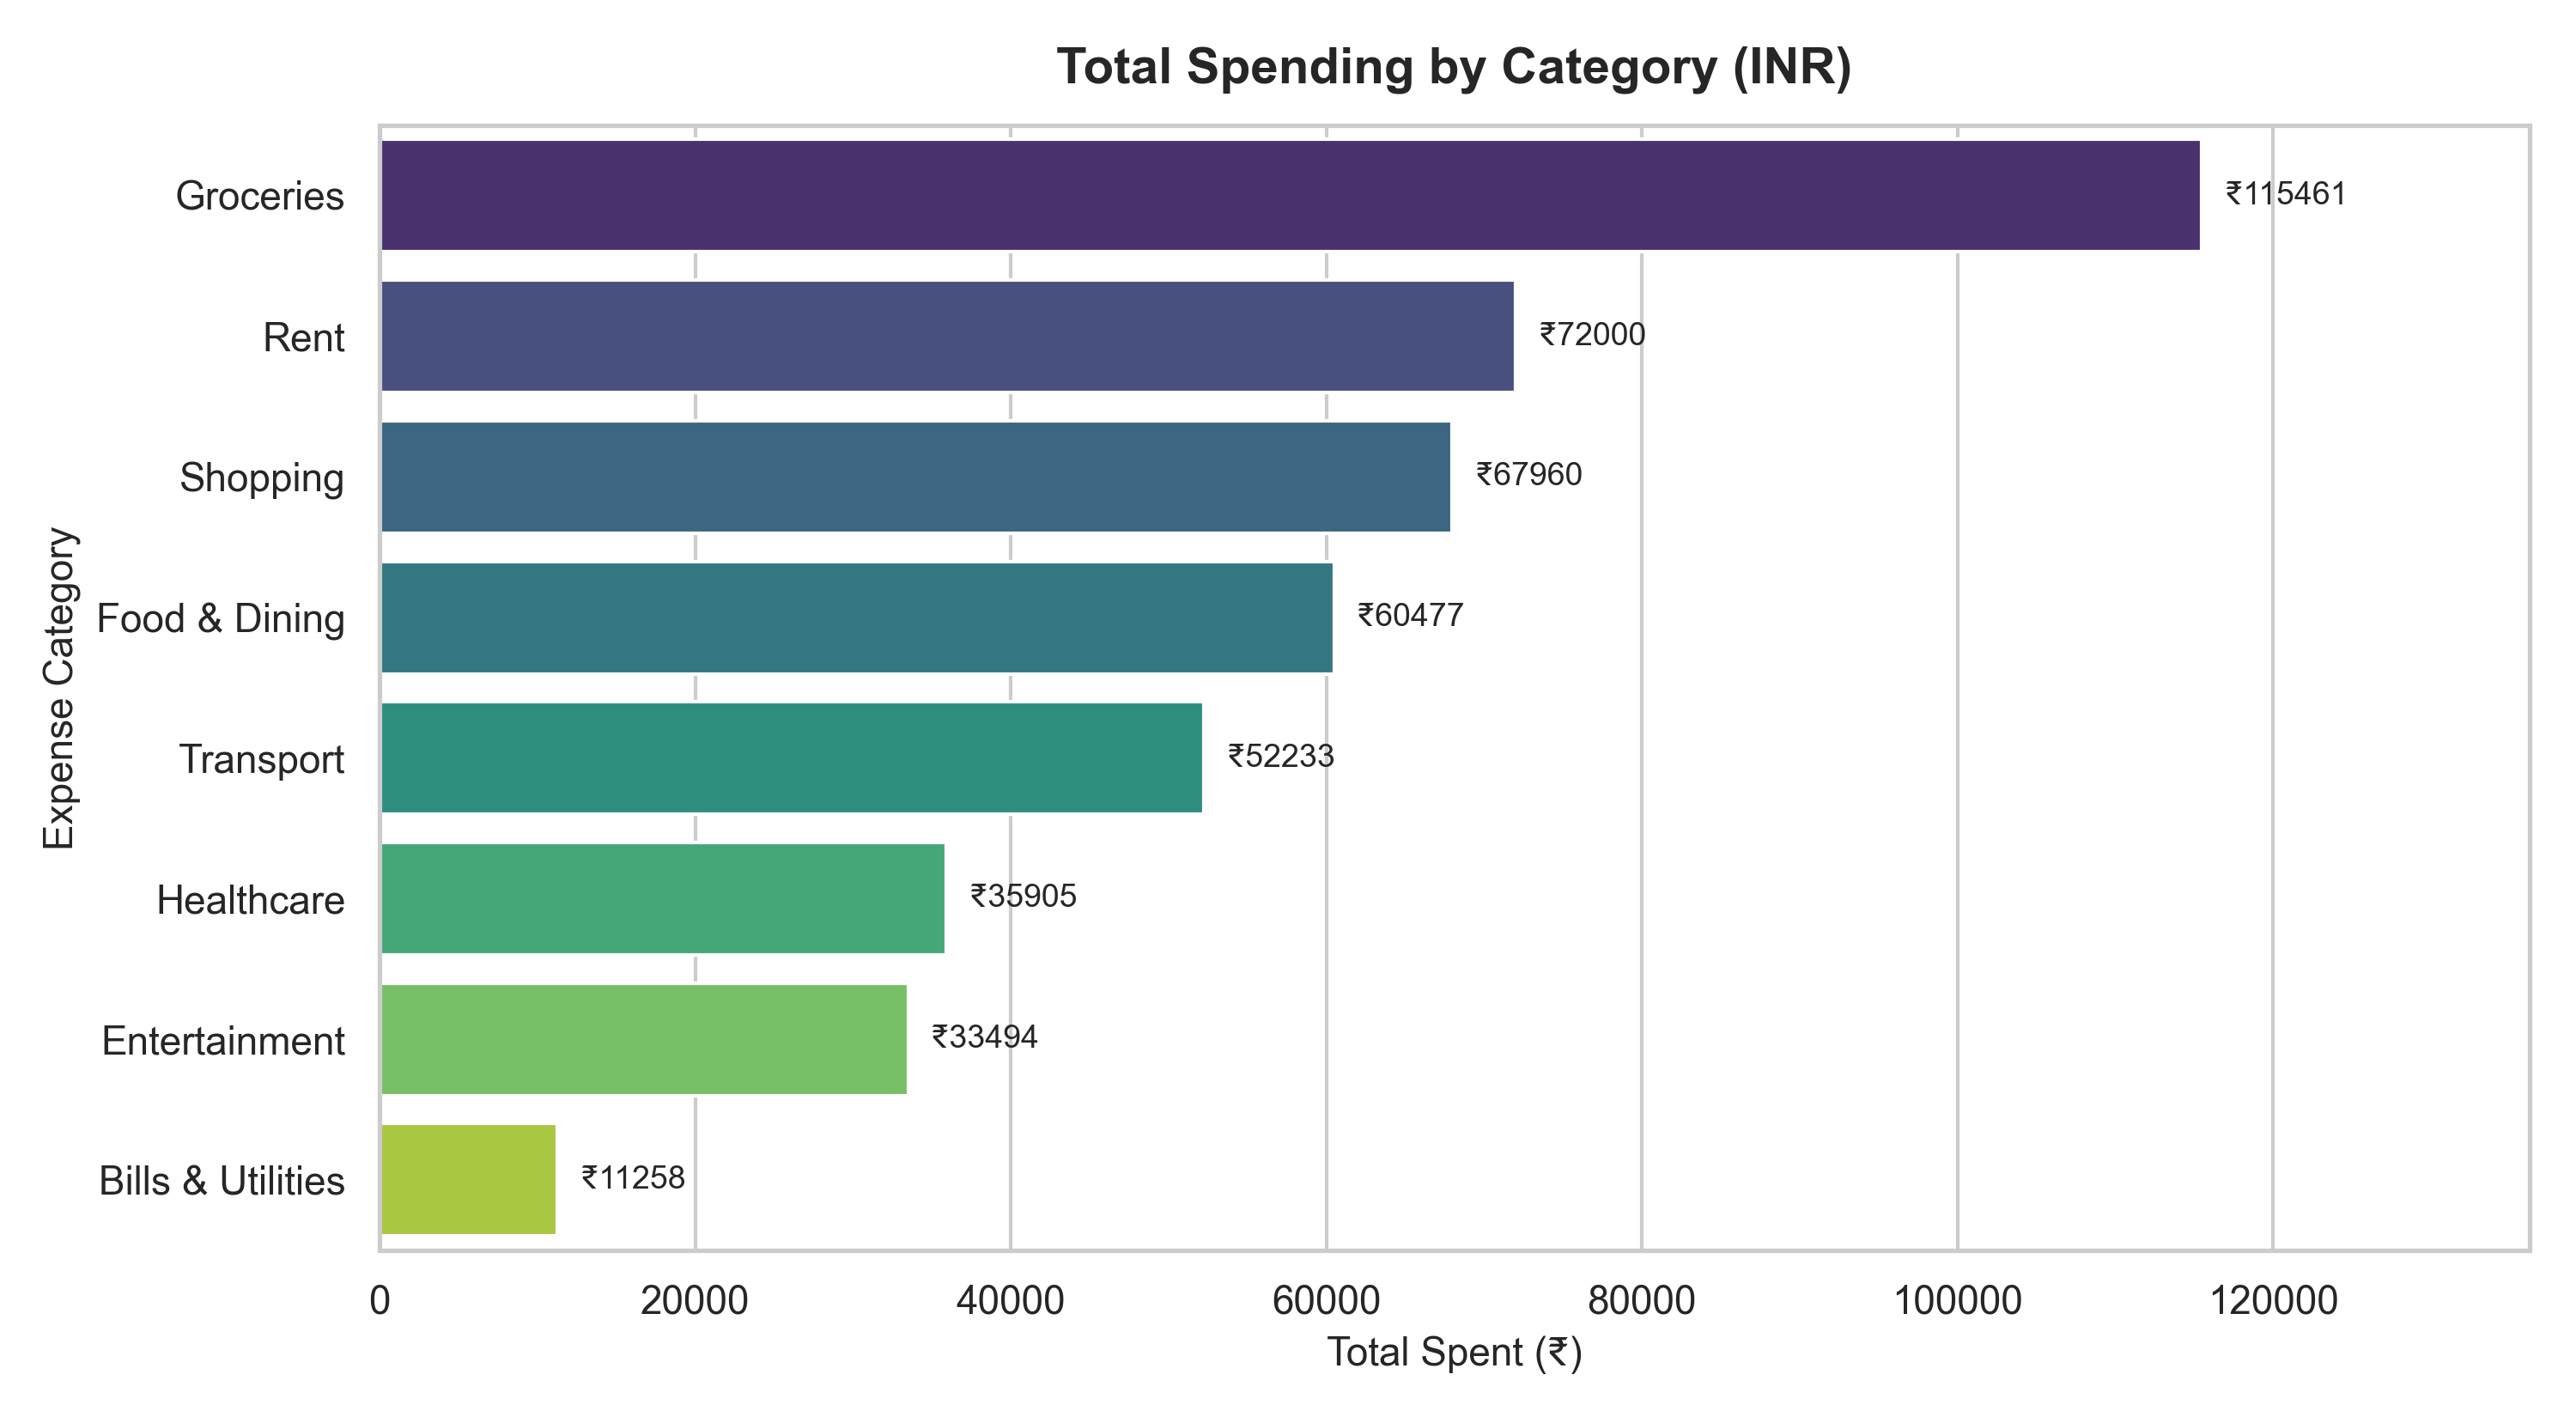 Total Spending by Category (INR)
Expense Category
Groceries ₹115461
Rent ₹72000
Shopping ₹67960
Food & Dining ₹60477
Transport ₹52233
Healthcare ₹35905
Entertainment ₹33494
Bills & Utilities ₹11258
0 20000 40000 60000 80000 100000 120000
Total Spent (₹)